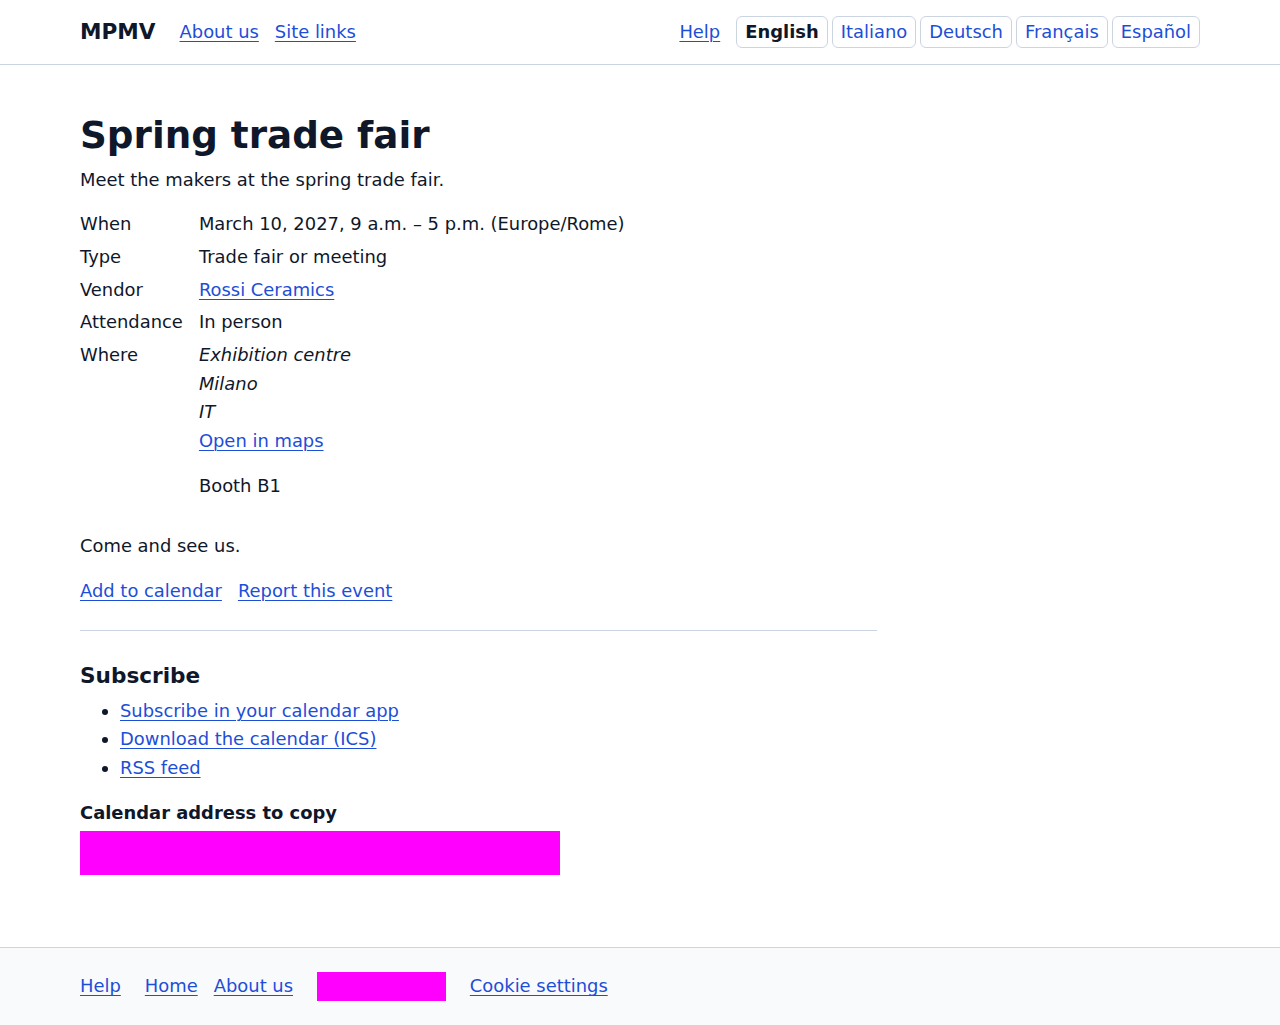 MPMV About us Site links Help English Italiano Deutsch Français Español
Spring trade fair
Meet the makers at the spring trade fair.
When March 10, 2027, 9 a.m. – 5 p.m. (Europe/Rome)
Type Trade fair or meeting
Vendor Rossi Ceramics
Attendance In person
Where Exhibition centre
Milano
IT
Open in maps
Booth B1
Come and see us.
Add to calendar Report this event
Subscribe
Subscribe in your calendar app
Download the calendar (ICS)
RSS feed
Calendar address to copy
Help Home About us Cookie settings